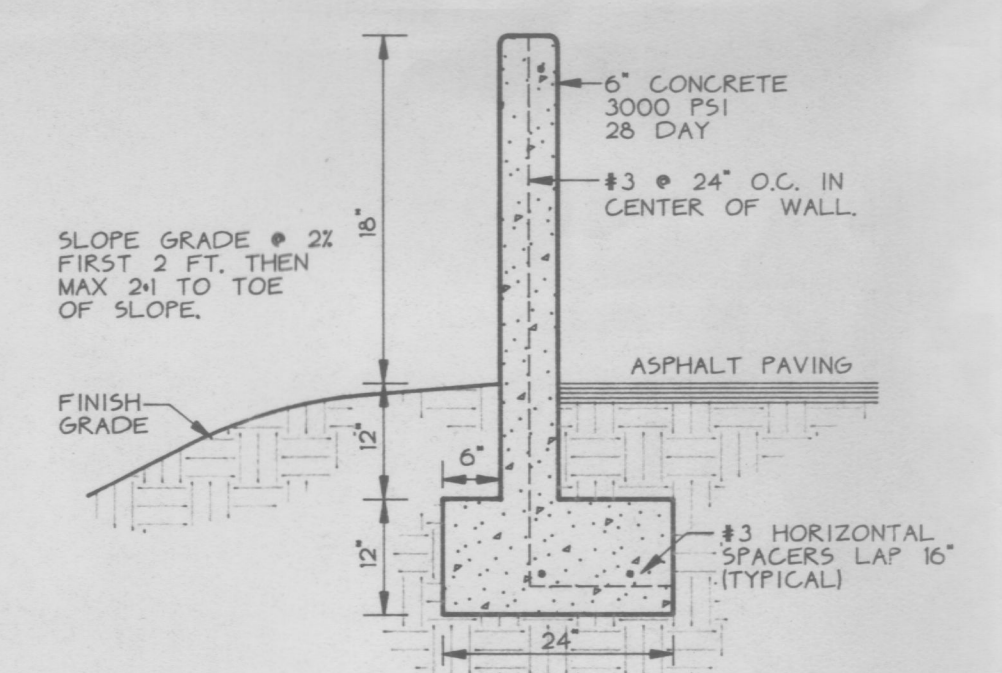 6" CONCRETE
3000 PSI
28 DAY
#3 @ 24" O.C. IN
CENTER OF WALL.
18"
SLOPE GRADE @ 2%
FIRST 2 FT. THEN
MAX 2:1 TO TOE
OF SLOPE.
ASPHALT PAVING
FINISH
GRADE
12"
6"
12"
#3 HORIZONTAL
SPACERS LAP 16"
(TYPICAL)
24"